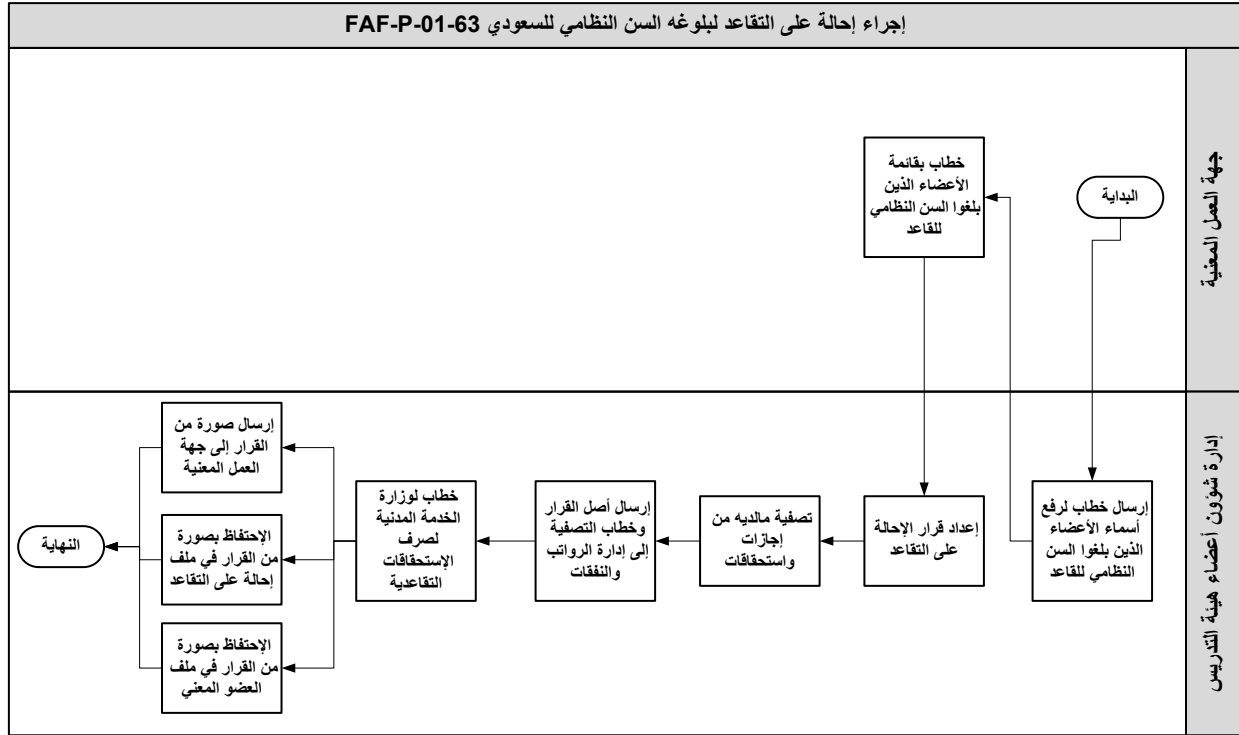 إجراء إحالة على التقاعد لبلوغه السن النظامي للسعودي FAF-P-01-63
جهة العمل المعنية
البداية
خطاب بقائمة
الأعضاء الذين
بلغوا السن النظامي
للقاعد
إدارة شؤون أعضاء هيئة التدريس
إرسال خطاب لرفع
أسماء الأعضاء
الذين بلغوا السن
النظامي للقاعد
إعداد قرار الإحالة
على التقاعد
تصفية مالديه من
إجازات
واستحقاقات
إرسال أصل القرار
وخطاب التصفية
إلى إدارة الرواتب
والنفقات
خطاب لوزارة
الخدمة المدنية
لصرف
الإستحقاقات
التقاعدية
إرسال صورة من
القرار إلى جهة
العمل المعنية
الإحتفاظ بصورة
من القرار في ملف
إحالة على التقاعد
الإحتفاظ بصورة
من القرار في ملف
العضو المعني
النهاية